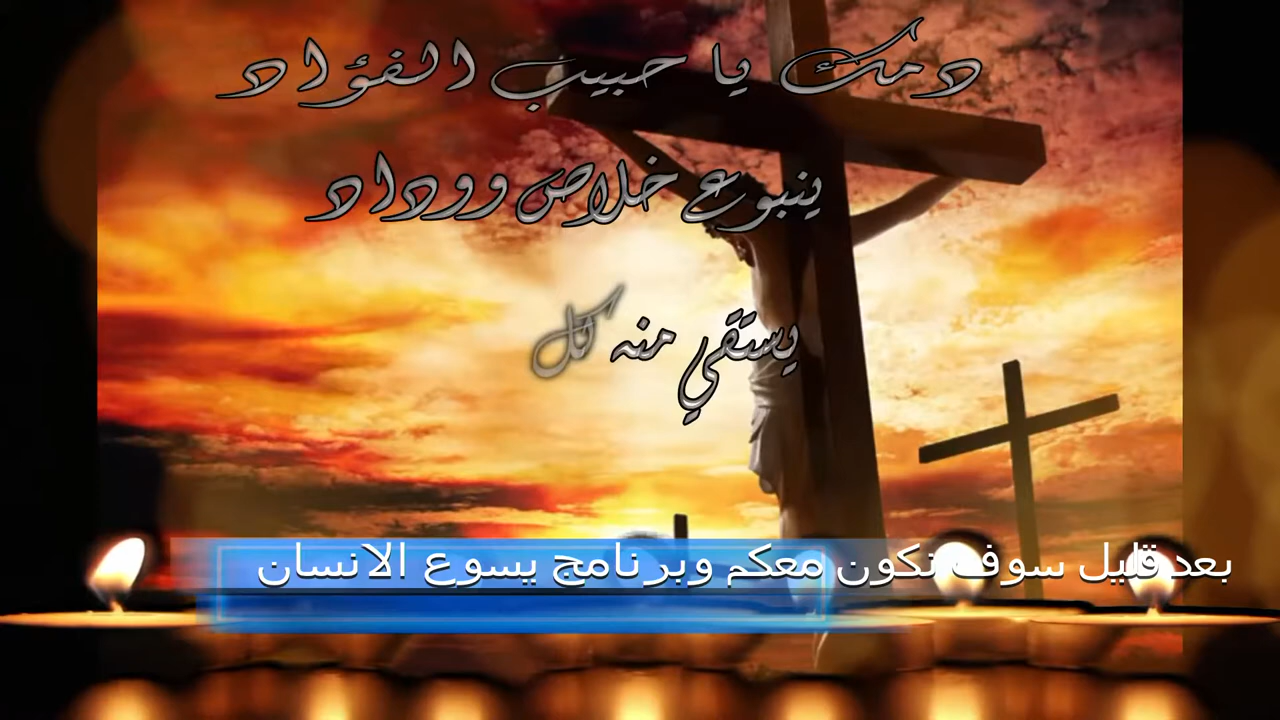 دمك يا حبيب الفؤاد
ينبوع خلاص ووداد
يستقي منه كل
بعد قليل سوف نكون معكم وبرنامج يسوع الانسان